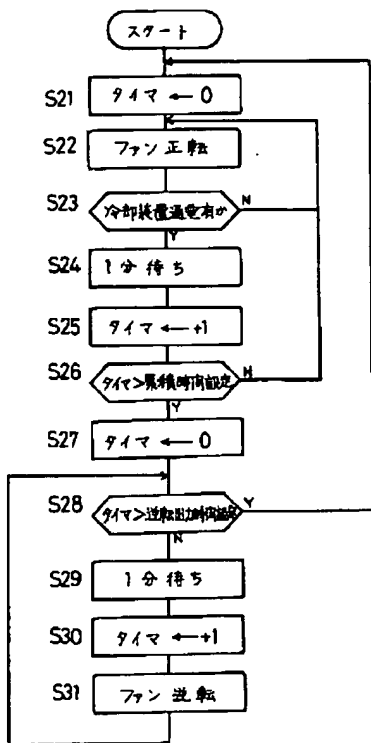 スタート
S21 タイマ ← 0
S22 ファン正転
S23 冷却装置通電有か N
Y
S24 1分待ち
S25 タイマ ← +1
S26 タイマ>累積時間設定 N
Y
S27 タイマ ← 0
S28 タイマ>逆転出力時間設定 Y
N
S29 1分待ち
S30 タイマ ← +1
S31 ファン逆転